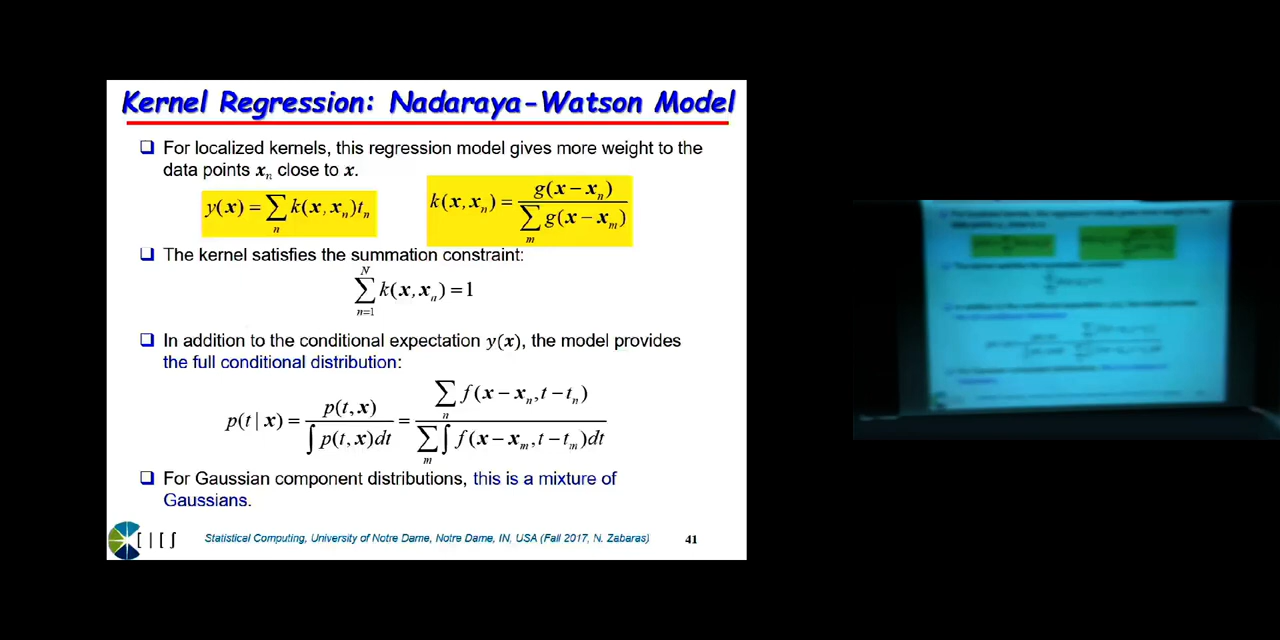 Kernel Regression: Nadaraya-Watson Model
❑ For localized kernels, this regression model gives more weight to the
data points xₙ close to x.
y(x) = ∑ₙ k(x, xₙ)tₙ
k(x, xₙ) = g(x − xₙ) / ∑ₘ g(x − xₘ)
❑ The kernel satisfies the summation constraint:
∑ₙ₌₁ᴺ k(x, xₙ) = 1
❑ In addition to the conditional expectation y(x), the model provides
the full conditional distribution:
p(t | x) = p(t, x) / ∫ p(t, x)dt = ∑ₙ f(x − xₙ, t − tₙ) / ∑ₘ ∫ f(x − xₘ, t − tₘ)dt
❑ For Gaussian component distributions, this is a mixture of
Gaussians.
Statistical Computing, University of Notre Dame, Notre Dame, IN, USA (Fall 2017, N. Zabaras)
41